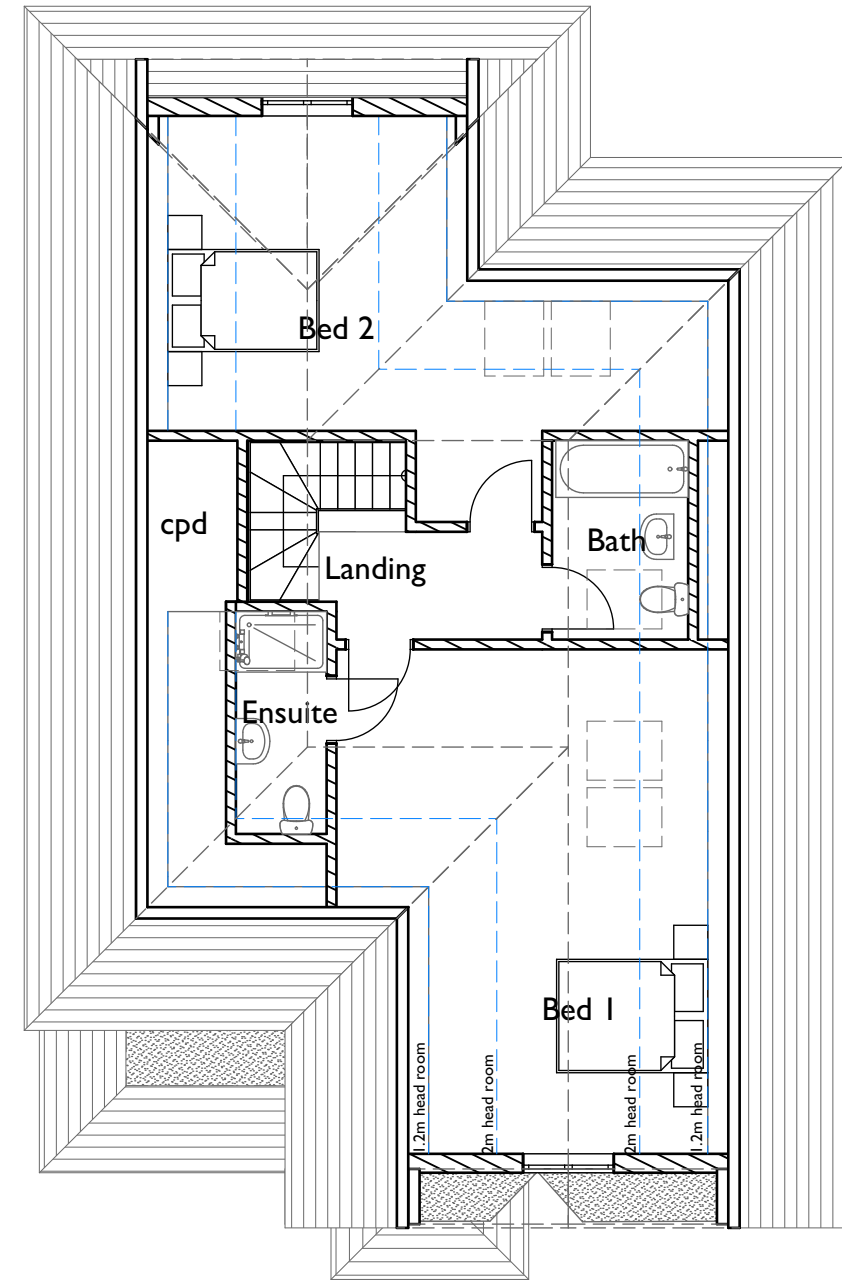 Bed 2
cpd
Bath
Landing
Ensuite
Bed 1
1.2m head room
2m head room
2m head room
1.2m head room